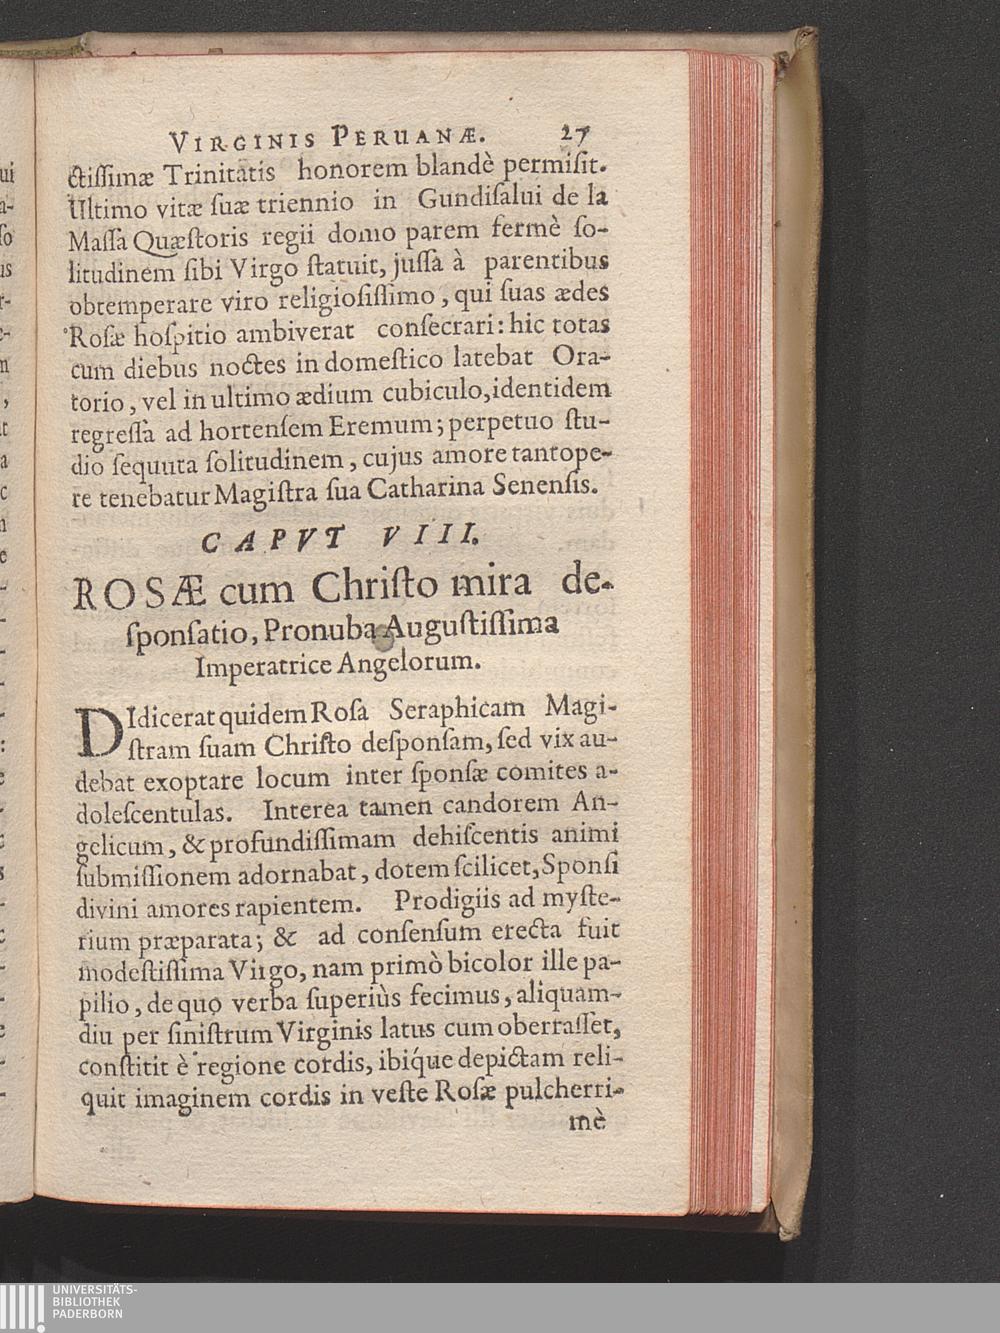 VIRGINIS PERUANÆ. 27
ctiſſimæ Trinitatis honorem blandè permiſit.
Ultimo vitæ ſuæ triennio in Gundiſalui de la
Maſſa Quæſtoris regii domo parem fermè ſo-
litudinem ſibi Virgo ſtatuit, juſſa à parentibus
obtemperare viro religioſiſſimo, qui ſuas ædes
Roſæ hoſpitio ambiverat conſecrari: hic totas
cum diebus noctes in domeſtico latebat Ora-
torio, vel in ultimo ædium cubiculo, identidem
regreſſa ad hortenſem Eremum; perpetuo ſtu-
dio ſequuta ſolitudinem, cujus amore tantope-
re tenebatur Magiſtra ſua Catharina Senenſis.
CAPVT VIII.
ROSÆ cum Chriſto mira de-
ſponſatio, Pronuba Auguſtiſſima
Imperatrice Angelorum.
DIdicerat quidem Roſa Seraphicam Magi-
ſtram ſuam Chriſto deſponſam, ſed vix au-
debat exoptare locum inter ſponſæ comites a-
doleſcentulas. Interea tamen candorem An-
gelicum, & profundiſſimam dehiſcentis animi
ſubmiſſionem adornabat, dotem ſcilicet, Sponſi
divini amores rapientem. Prodigiis ad myſte-
rium præparata; & ad conſenſum erecta fuit
modeſtiſſima Virgo, nam primò bicolor ille pa-
pilio, de quo verba ſuperiùs fecimus, aliquam-
diu per ſiniſtrum Virginis latus cum oberraſſet,
conſtitit è regione cordis, ibíque depictam reli-
quit imaginem cordis in veſte Roſæ pulcherri-
mè
UNIVERSITÄTS-
BIBLIOTHEK
PADERBORN